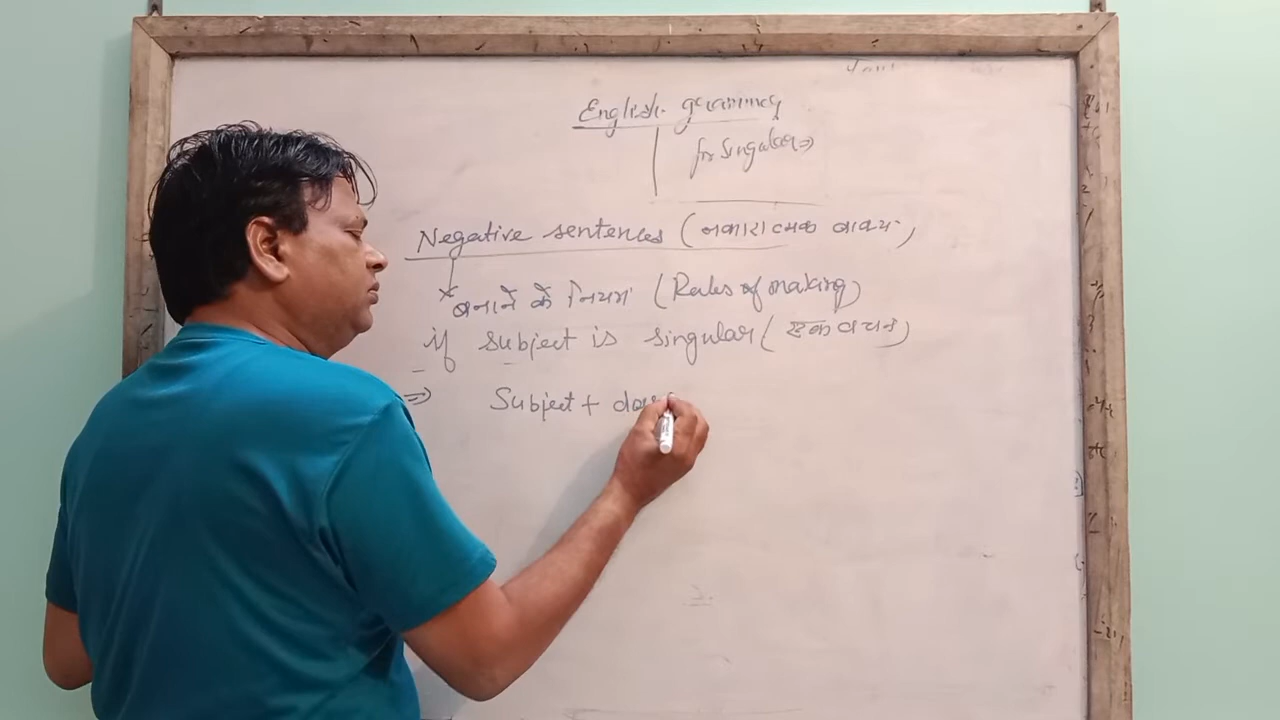 English grammar
for singular ⇒
Negative sentences (नकारात्मक वाक्य)
* बनाने के नियम (Rules of making)
if subject is singular (एकवचन)
⇒ Subject + does